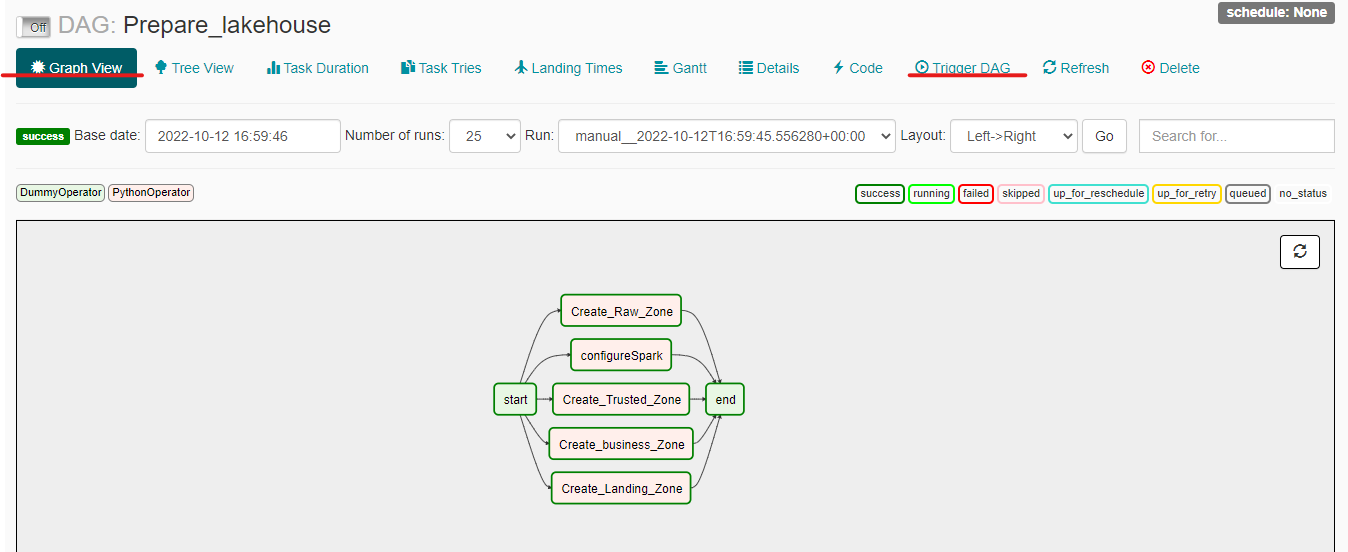 schedule: None
Off DAG: Prepare_lakehouse
Graph View Tree View Task Duration Task Tries Landing Times Gantt Details Code Trigger DAG Refresh Delete
success Base date: 2022-10-12 16:59:46 Number of runs: 25 Run: manual__2022-10-12T16:59:45.556280+00:00 Layout: Left->Right Go Search for...
DummyOperator PythonOperator success running failed skipped up_for_reschedule up_for_retry queued no_status
Create_Raw_Zone
configureSpark
start Create_Trusted_Zone end
Create_business_Zone
Create_Landing_Zone